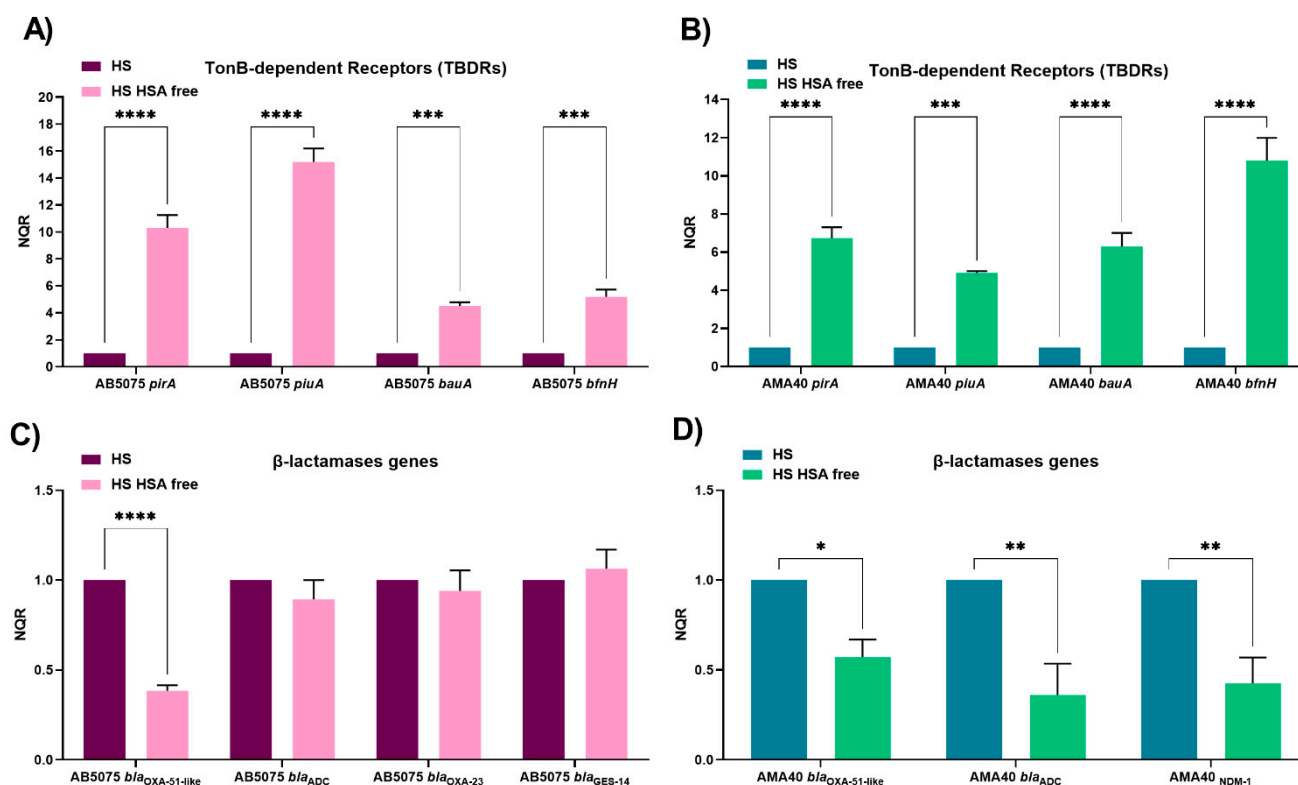 A)
HS
HS HSA free
TonB-dependent Receptors (TBDRs)
NQR
20
18
16
14
12
10
8
6
4
2
0
****
****
***
***
AB5075 pirA
AB5075 piuA
AB5075 bauA
AB5075 bfnH
B)
HS
HS HSA free
TonB-dependent Receptors (TBDRs)
NQR
14
12
10
8
6
4
2
0
****
***
****
****
AMA40 pirA
AMA40 piuA
AMA40 bauA
AMA40 bfnH
C)
HS
HS HSA free
β-lactamases genes
NQR
1.5
1.0
0.5
0.0
****
AB5075 blaOXA-51-like
AB5075 blaADC
AB5075 blaOXA-23
AB5075 blaGES-14
D)
HS
HS HSA free
β-lactamases genes
NQR
1.5
1.0
0.5
0.0
*
**
**
AMA40 blaOXA-51-like
AMA40 blaADC
AMA40 NDM-1